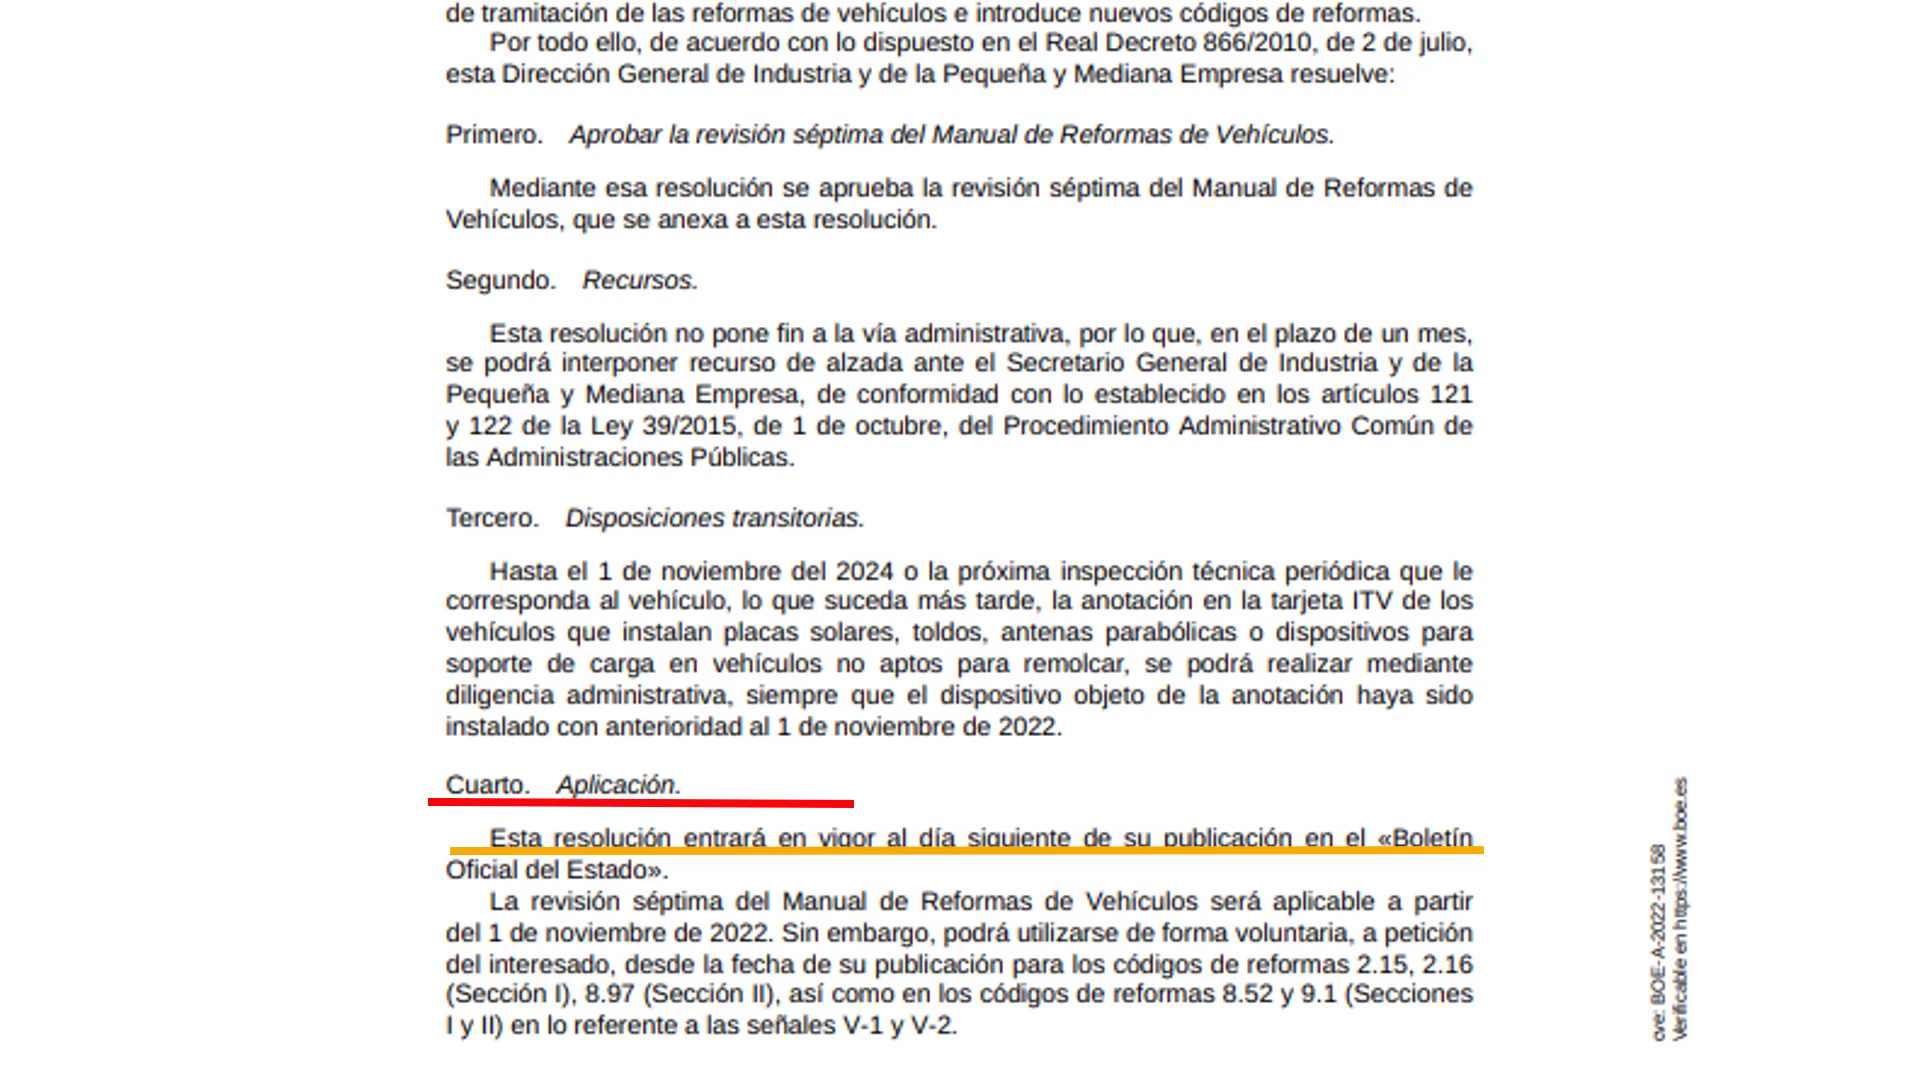 de tramitación de las reformas de vehículos e introduce nuevos códigos de reformas.
Por todo ello, de acuerdo con lo dispuesto en el Real Decreto 866/2010, de 2 de julio,
esta Dirección General de Industria y de la Pequeña y Mediana Empresa resuelve:
Primero. Aprobar la revisión séptima del Manual de Reformas de Vehículos.
Mediante esa resolución se aprueba la revisión séptima del Manual de Reformas de
Vehículos, que se anexa a esta resolución.
Segundo. Recursos.
Esta resolución no pone fin a la vía administrativa, por lo que, en el plazo de un mes,
se podrá interponer recurso de alzada ante el Secretario General de Industria y de la
Pequeña y Mediana Empresa, de conformidad con lo establecido en los artículos 121
y 122 de la Ley 39/2015, de 1 de octubre, del Procedimiento Administrativo Común de
las Administraciones Públicas.
Tercero. Disposiciones transitorias.
Hasta el 1 de noviembre del 2024 o la próxima inspección técnica periódica que le
corresponda al vehículo, lo que suceda más tarde, la anotación en la tarjeta ITV de los
vehículos que instalan placas solares, toldos, antenas parabólicas o dispositivos para
soporte de carga en vehículos no aptos para remolcar, se podrá realizar mediante
diligencia administrativa, siempre que el dispositivo objeto de la anotación haya sido
instalado con anterioridad al 1 de noviembre de 2022.
Cuarto. Aplicación.
Esta resolución entrará en vigor al día siguiente de su publicación en el «Boletín
Oficial del Estado».
La revisión séptima del Manual de Reformas de Vehículos será aplicable a partir
del 1 de noviembre de 2022. Sin embargo, podrá utilizarse de forma voluntaria, a petición
del interesado, desde la fecha de su publicación para los códigos de reformas 2.15, 2.16
(Sección I), 8.97 (Sección II), así como en los códigos de reformas 8.52 y 9.1 (Secciones
I y II) en lo referente a las señales V-1 y V-2.
cve: BOE-A-2022-13158
Verificable en https://www.boe.es